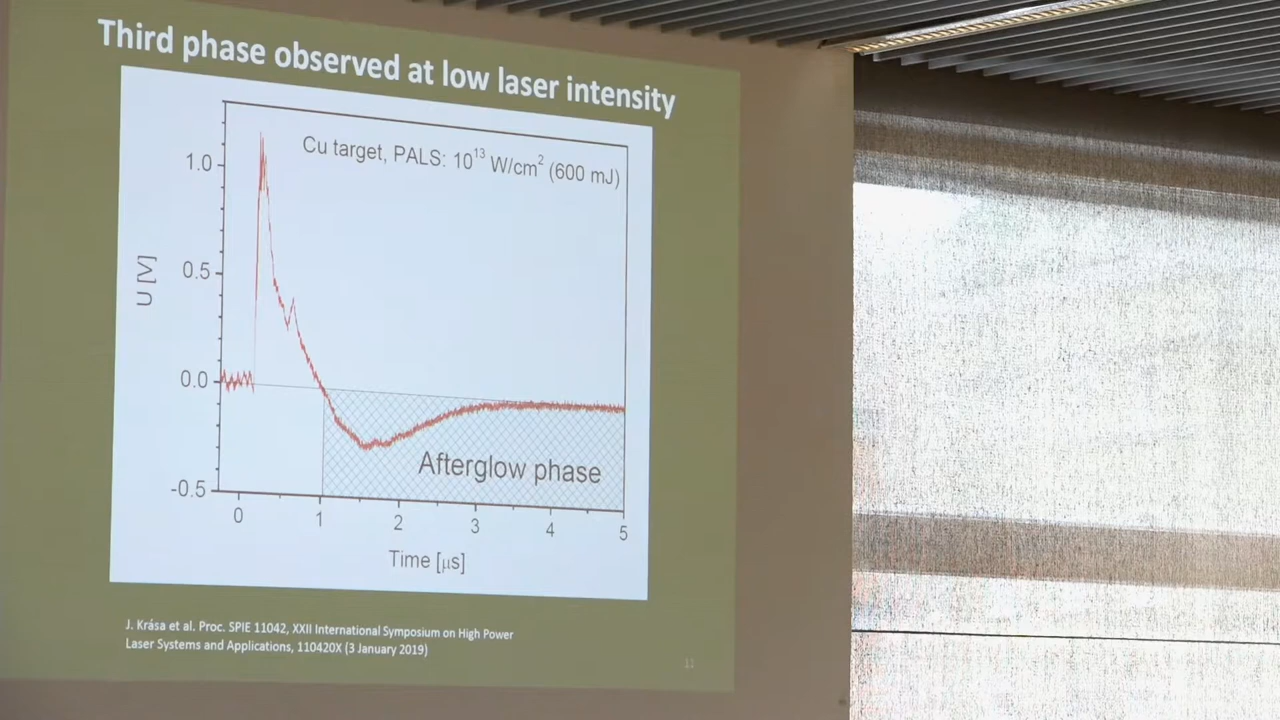 Third phase observed at low laser intensity
Cu target, PALS: 10¹³ W/cm² (600 mJ)
1.0
0.5
0.0
-0.5
U [V]
Afterglow phase
0 1 2 3 4 5
Time [μs]
J. Krása et al. Proc. SPIE 11042, XXII International Symposium on High Power
Laser Systems and Applications, 110420X (3 January 2019)
11